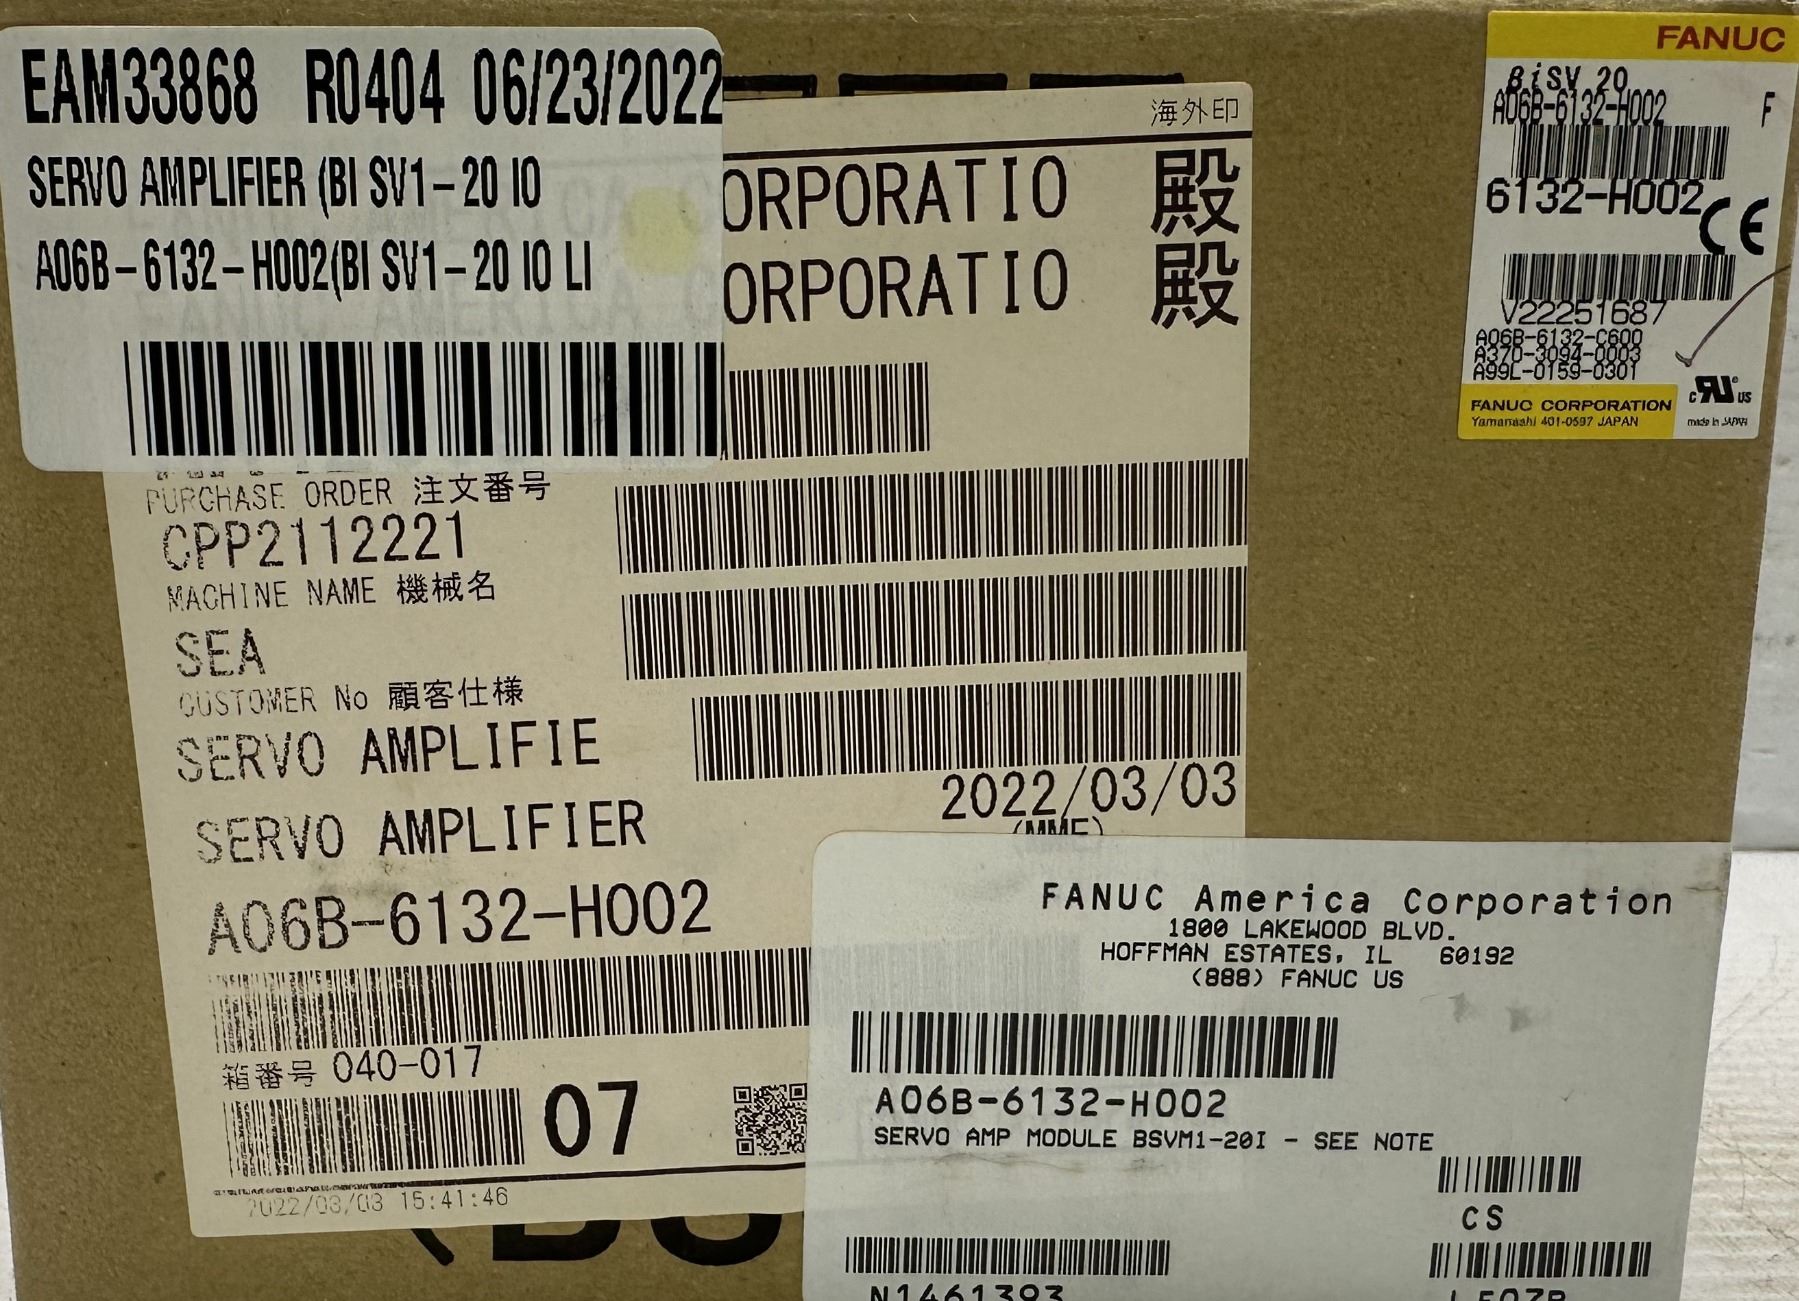 EAM33868 R0404 06/23/2022
SERVO AMPLIFIER (BI SV1-20 IO
A06B-6132-H002(BI SV1-20 IO LI
海外印
ORPORATIO 殿
ORPORATIO 殿
PURCHASE ORDER 注文番号
CPP2112221
MACHINE NAME 機械名
SEA
CUSTOMER No 顧客仕様
SERVO AMPLIFIE
2022/03/03
(MME)
SERVO AMPLIFIER
A06B-6132-H002
箱番号 040-017
07
2022/03/03 15:41:46
FANUC
βiSV 20
A06B-6132-H002 F
6132-H002
CE
V22251687
A06B-6132-C600
A37D-3094-0003
A99L-0159-0301
c RU US
FANUC CORPORATION
Yamanashi 401-0597 JAPAN
made in JAPAN
FANUC America Corporation
1800 LAKEWOOD BLVD.
HOFFMAN ESTATES, IL 60192
(888) FANUC US
A06B-6132-H002
SERVO AMP MODULE BSVM1-20I - SEE NOTE
CS
N1461393